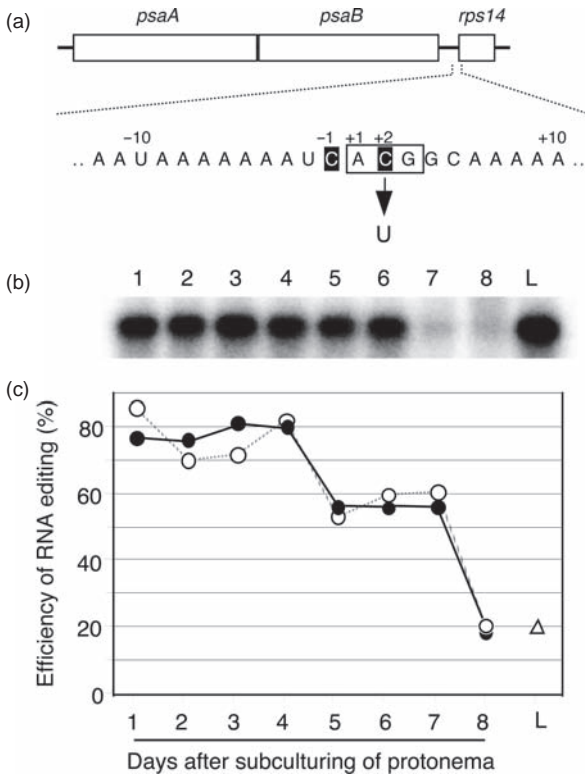 (a)
psaA psaB rps14
−10 −1 +1 +2 +10
.. A A U A A A A A A A U C A C G G C A A A A A ..
U
(b)
1 2 3 4 5 6 7 8 L
(c)
Efficiency of RNA editing (%)
80
60
40
20
0
1 2 3 4 5 6 7 8 L
Days after subculturing of protonema